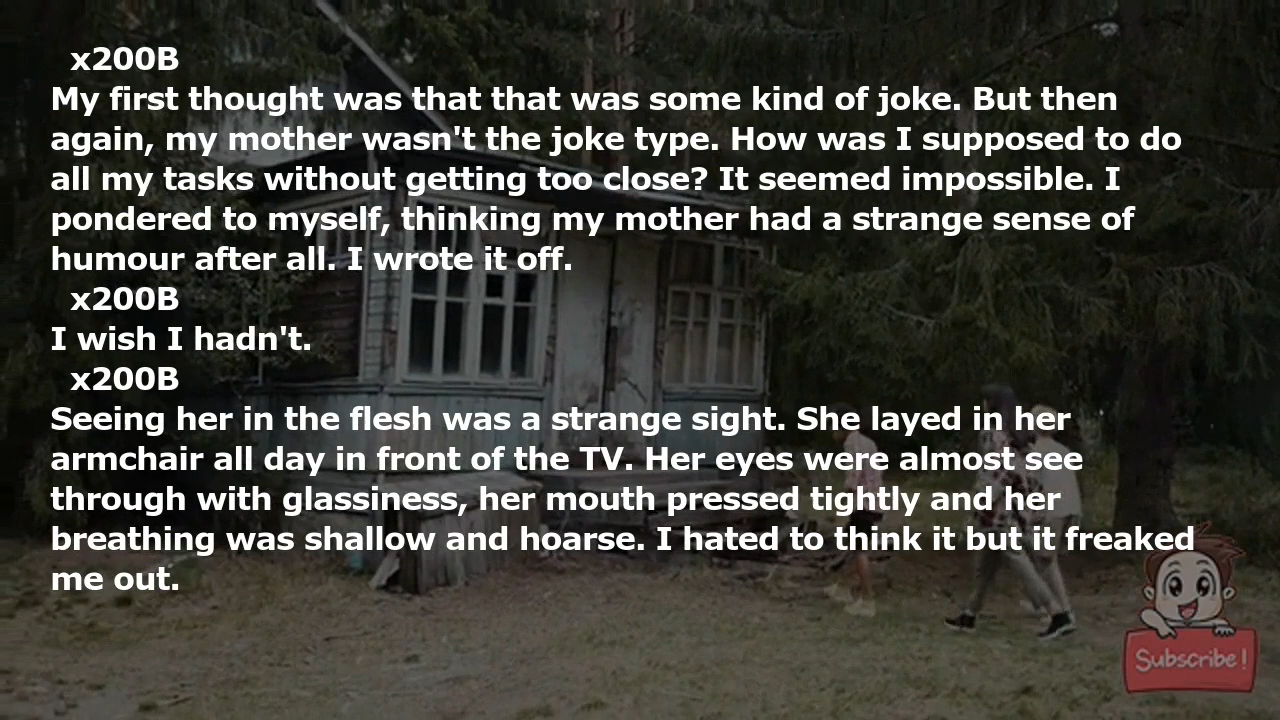 x200B
My first thought was that that was some kind of joke. But then
again, my mother wasn't the joke type. How was I supposed to do
all my tasks without getting too close? It seemed impossible. I
pondered to myself, thinking my mother had a strange sense of
humour after all. I wrote it off.
x200B
I wish I hadn't.
x200B
Seeing her in the flesh was a strange sight. She layed in her
armchair all day in front of the TV. Her eyes were almost see
through with glassiness, her mouth pressed tightly and her
breathing was shallow and hoarse. I hated to think it but it freaked
me out.
Subscribe!